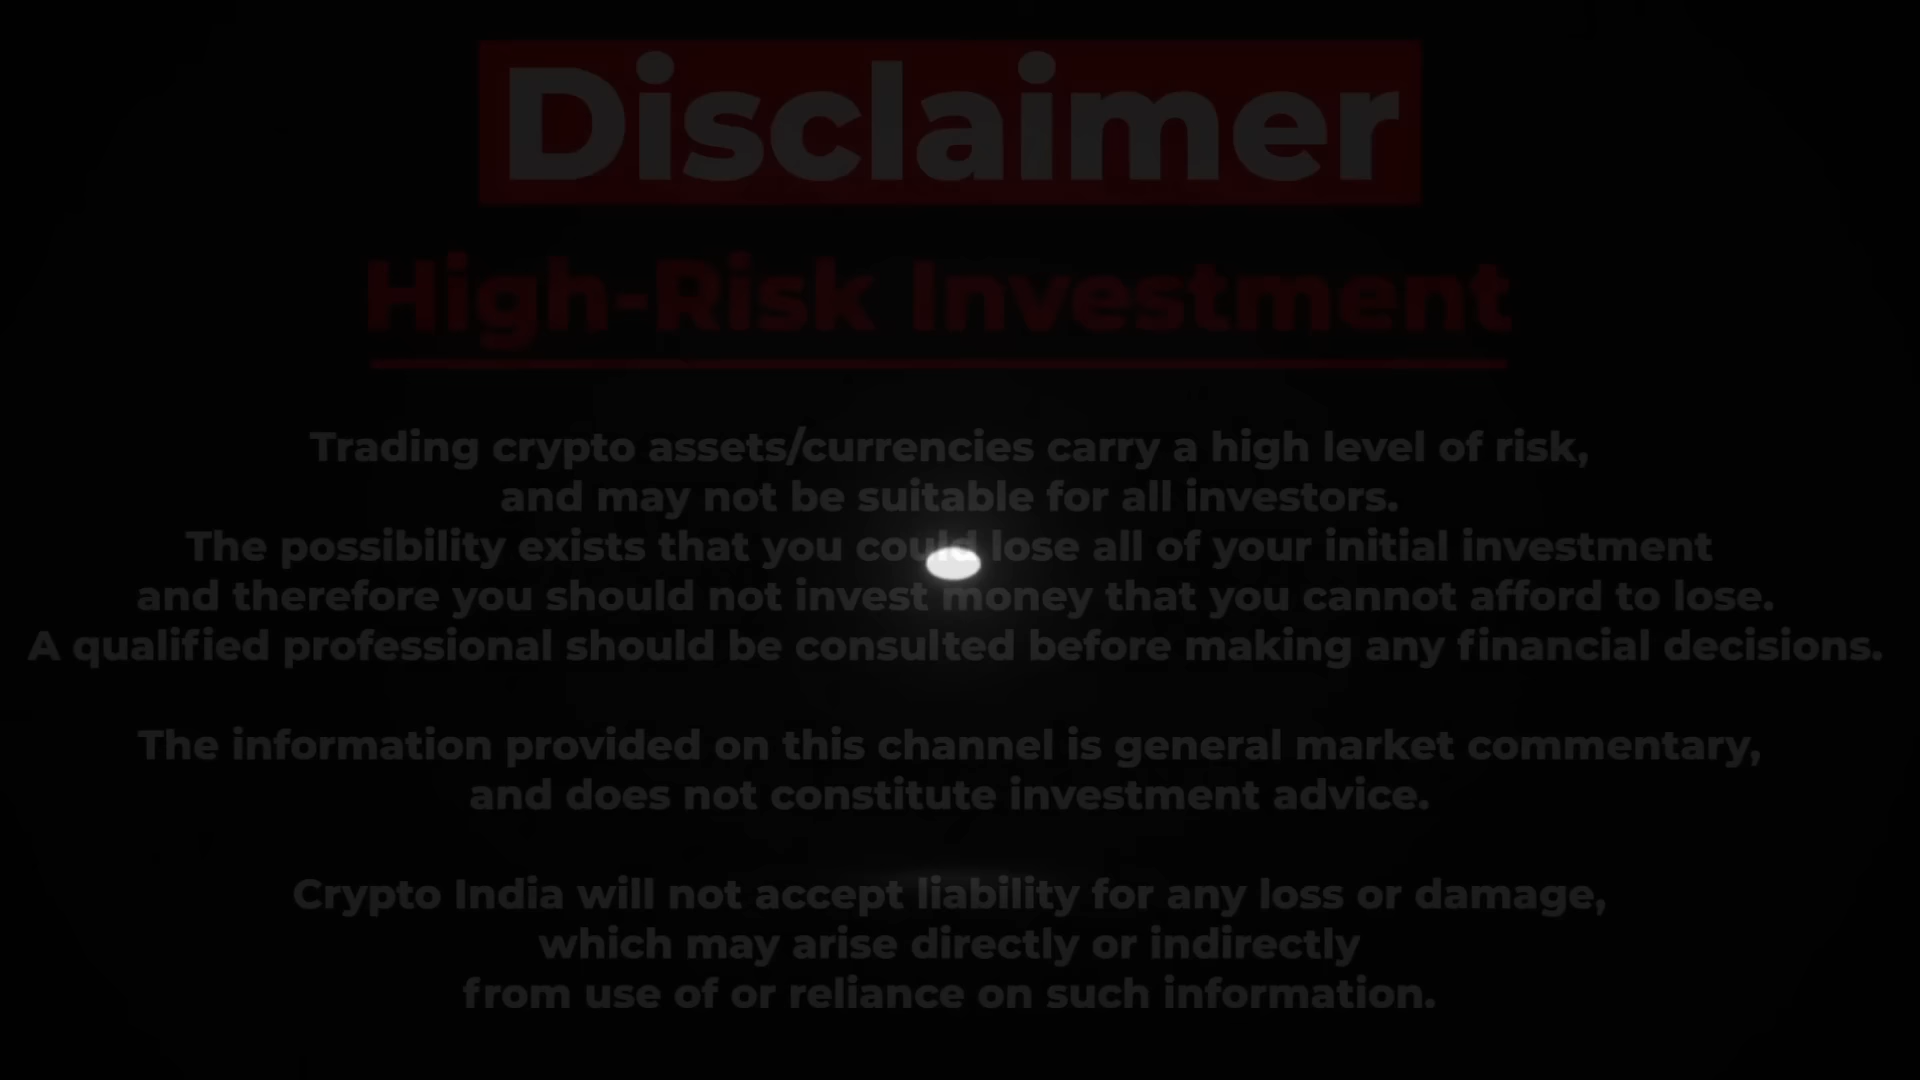 Disclaimer
High-Risk Investment
Trading crypto assets/currencies carry a high level of risk,
and may not be suitable for all investors.
The possibility exists that you could lose all of your initial investment
and therefore you should not invest money that you cannot afford to lose.
A qualified professional should be consulted before making any financial decisions.
The information provided on this channel is general market commentary,
and does not constitute investment advice.
Crypto India will not accept liability for any loss or damage,
which may arise directly or indirectly
from use of or reliance on such information.